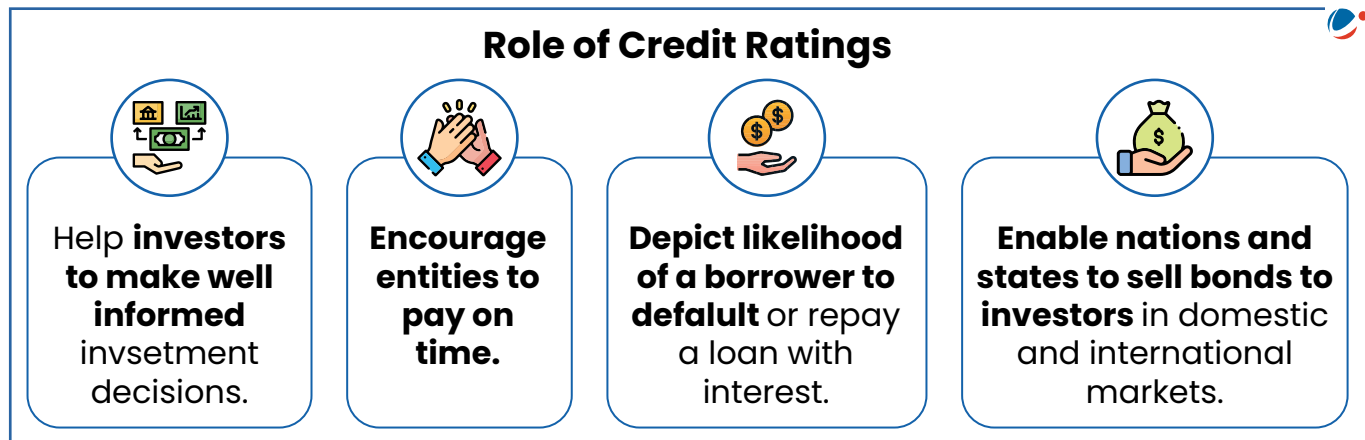 Role of Credit Ratings
Help investors
to make well
informed
invsetment
decisions.
Encourage
entities to
pay on
time.
Depict likelihood
of a borrower to
defalult or repay
a loan with
interest.
Enable nations and
states to sell bonds to
investors in domestic
and international
markets.